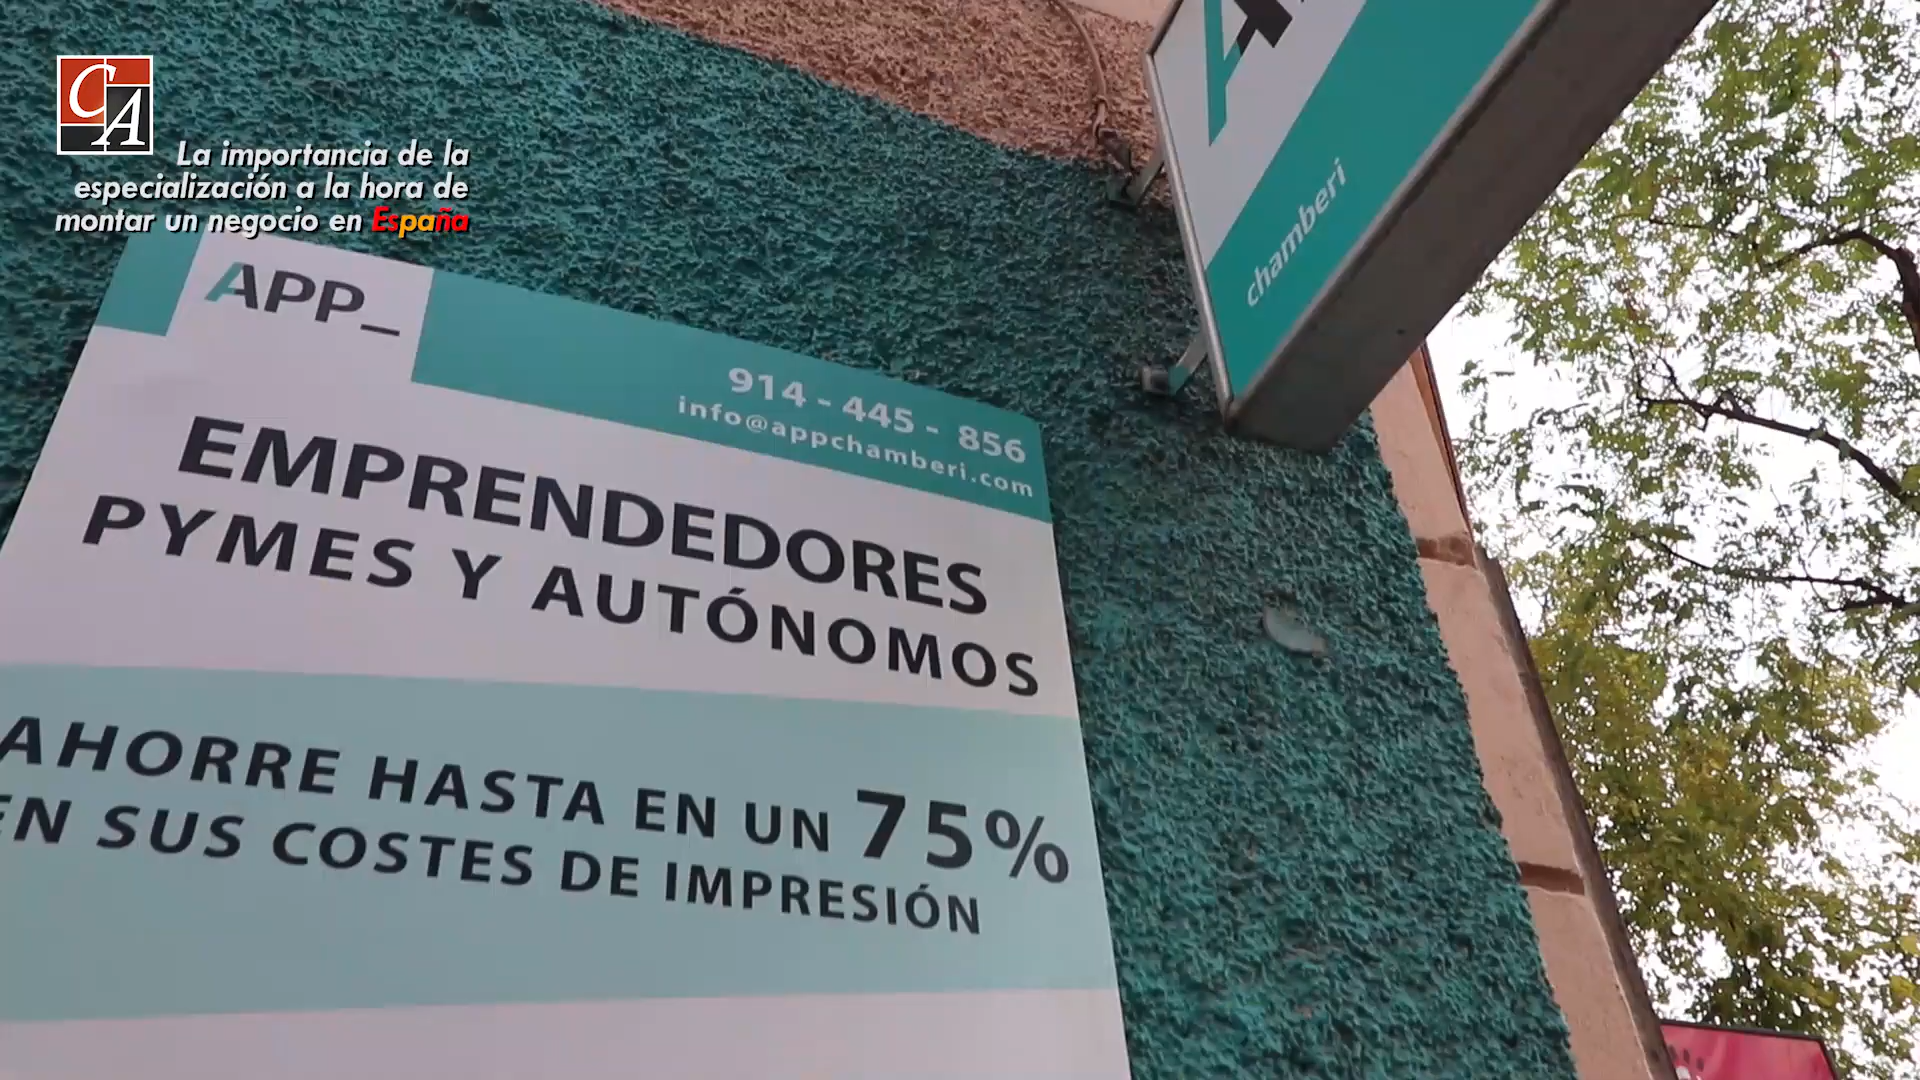 CA
La importancia de la
especialización a la hora de
montar un negocio en España
APP_
914 - 445 - 856
info@appchamberi.com
EMPRENDEDORES
PYMES Y AUTÓNOMOS
AHORRE HASTA EN UN 75%
EN SUS COSTES DE IMPRESIÓN
A
chamberi